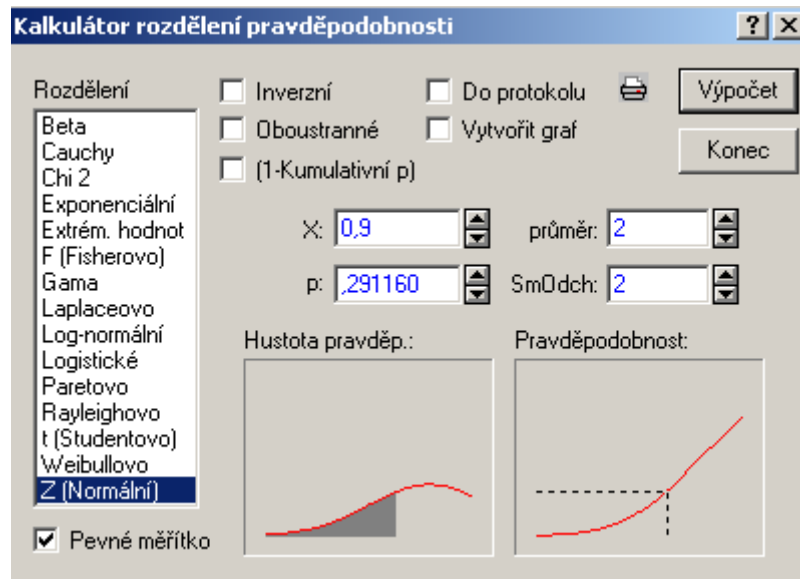 Kalkulátor rozdělení pravděpodobnosti
Rozdělení
Beta
Cauchy
Chi 2
Exponenciální
Extrém. hodnot
F (Fisherovo)
Gama
Laplaceovo
Log-normální
Logistické
Paretovo
Rayleighovo
t (Studentovo)
Weibullovo
Z (Normální)
Pevné měřítko
Inverzní
Oboustranné
(1-Kumulativní p)
Do protokolu
Vytvořit graf
Výpočet
Konec
X: 0,9
průměr: 2
p: ,291160
SmOdch: 2
Hustota pravděp.:
Pravděpodobnost: